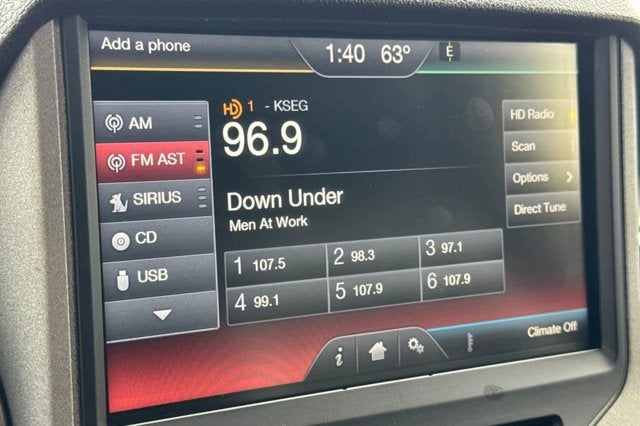 Add a phone
1:40 63° E
AM
FM AST
SIRIUS
CD
USB
HD 1 - KSEG
96.9
Down Under
Men At Work
1 107.5
2 98.3
3 97.1
4 99.1
5 107.9
6 107.9
HD Radio
Scan
Options
Direct Tune
i
Climate Off